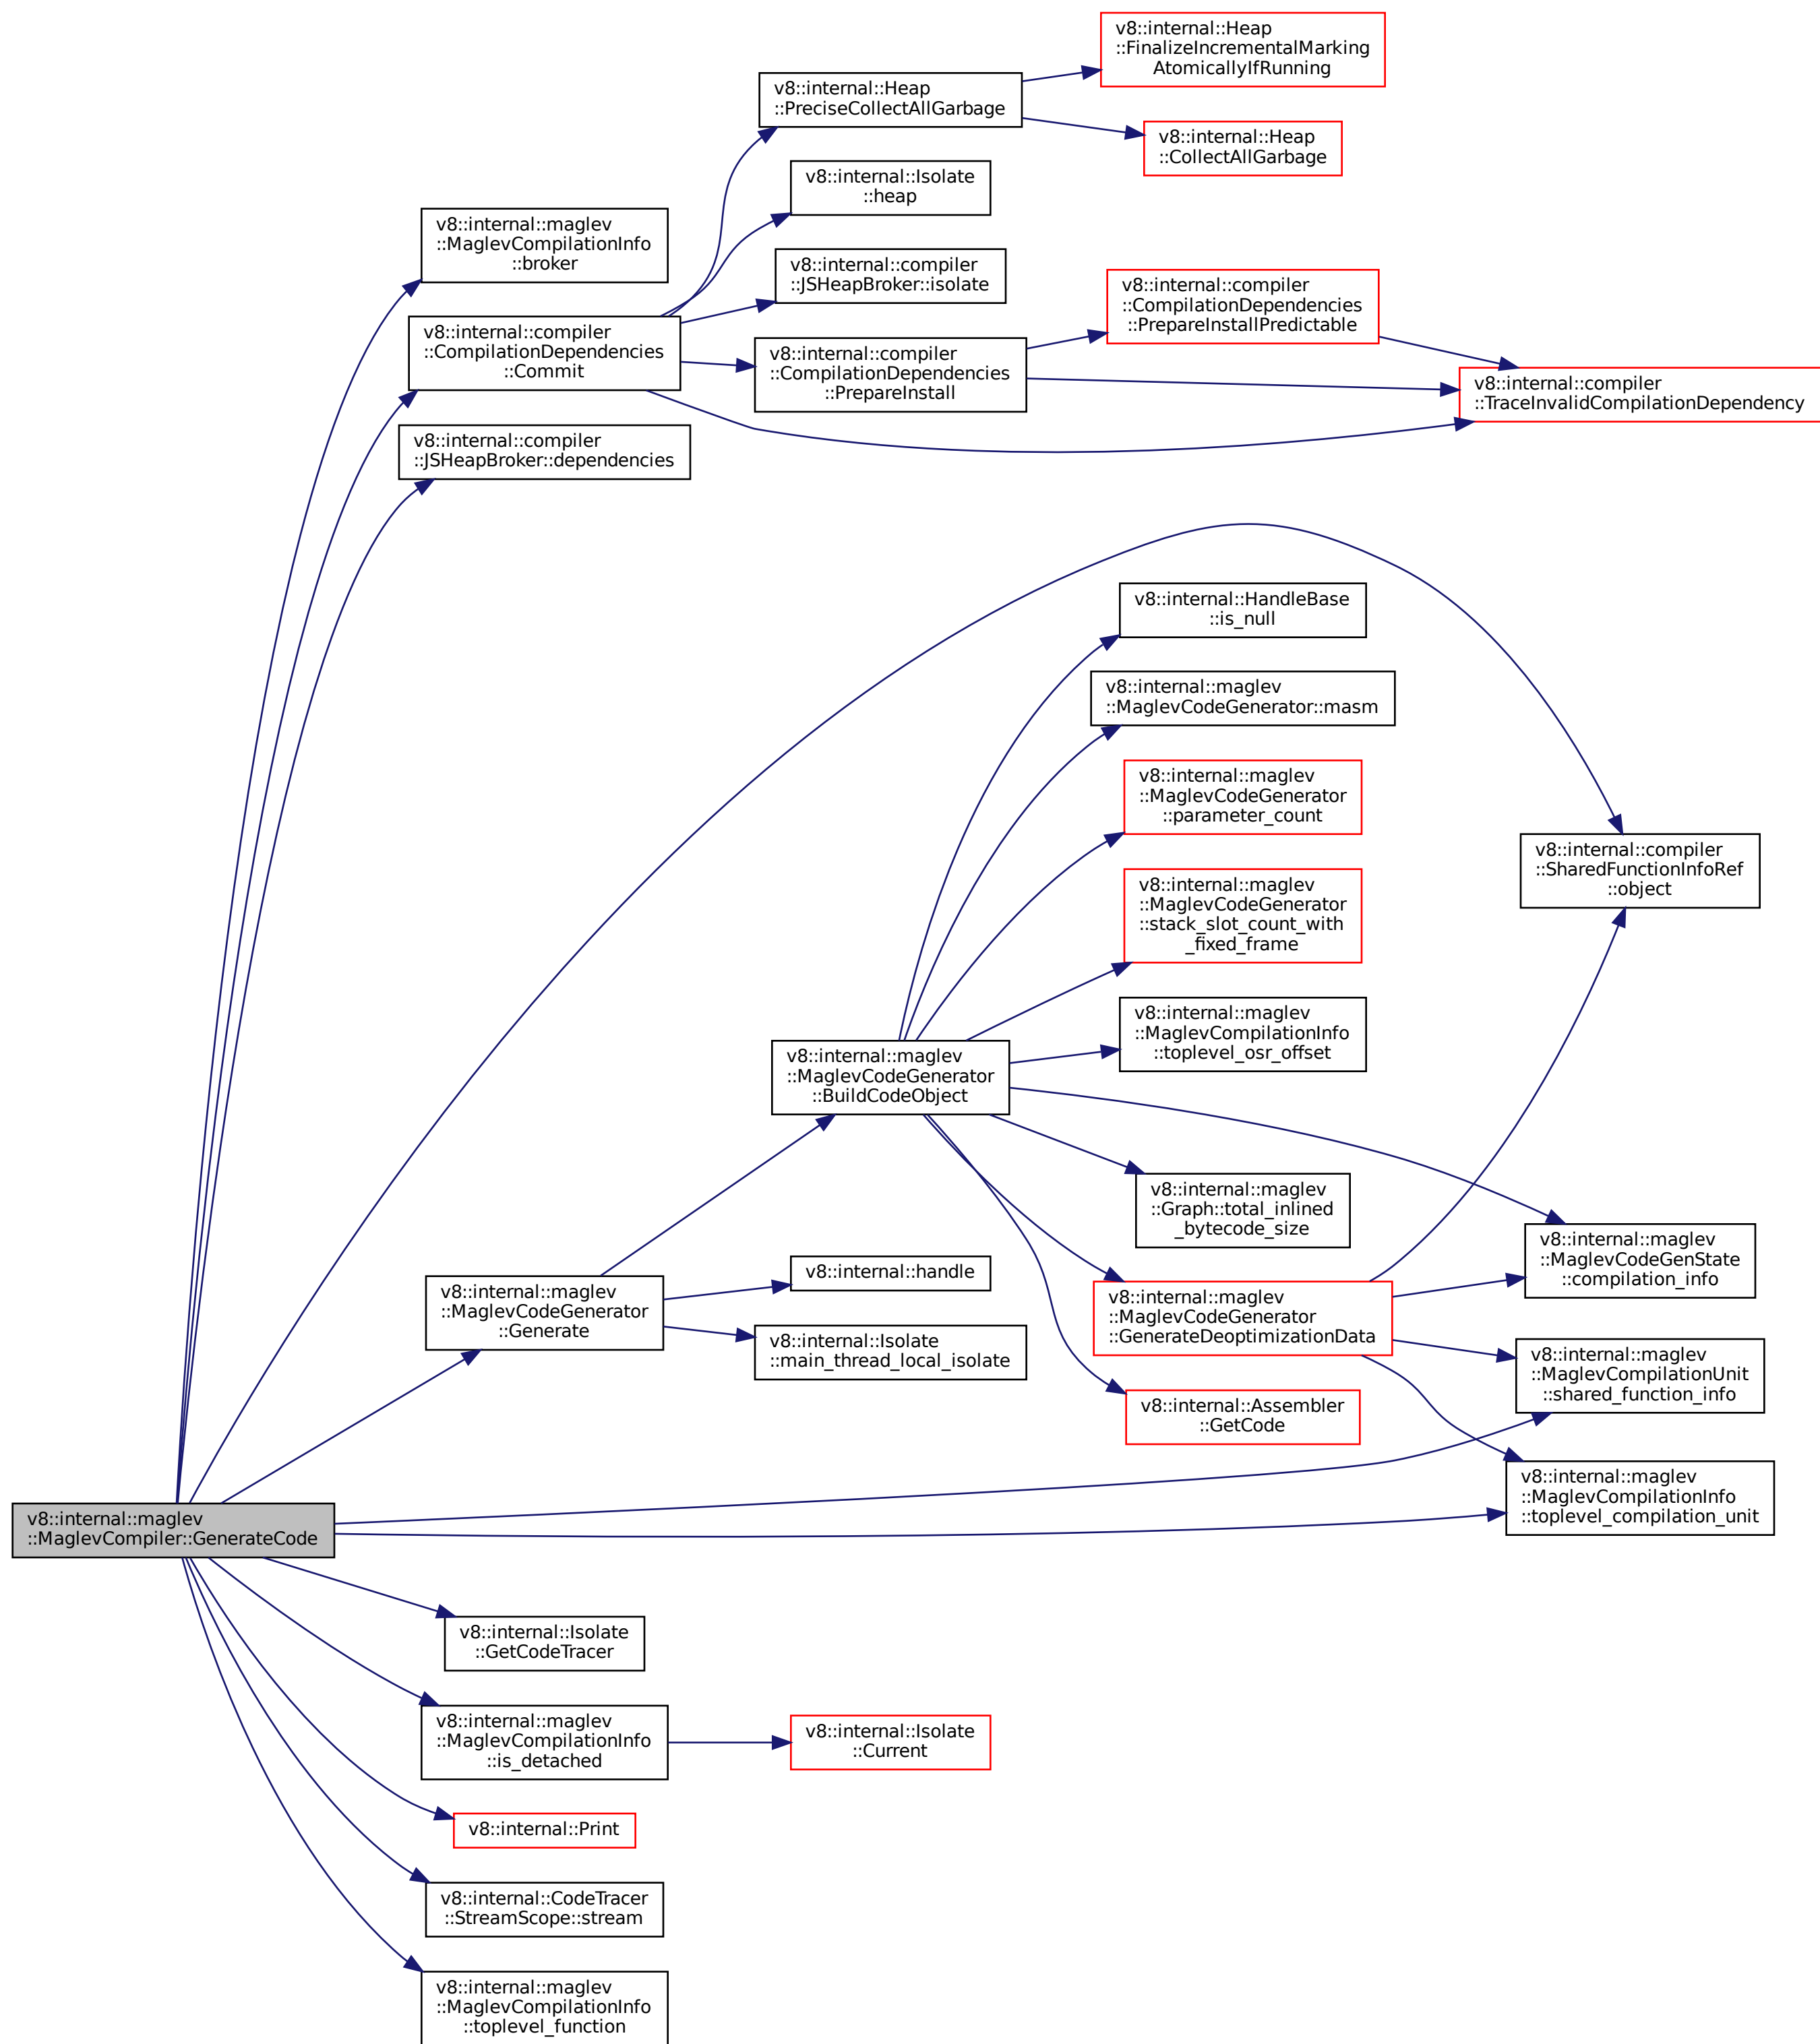 v8::internal::Heap
::FinalizeIncrementalMarking
AtomicallyIfRunning
v8::internal::Heap
::PreciseCollectAllGarbage
v8::internal::Heap
::CollectAllGarbage
v8::internal::Isolate
::heap
v8::internal::maglev
::MaglevCompilationInfo
::broker
v8::internal::compiler
::JSHeapBroker::isolate
v8::internal::compiler
::CompilationDependencies
::PrepareInstallPredictable
v8::internal::compiler
::CompilationDependencies
::Commit
v8::internal::compiler
::CompilationDependencies
::PrepareInstall
v8::internal::compiler
::TraceInvalidCompilationDependency
v8::internal::compiler
::JSHeapBroker::dependencies
v8::internal::HandleBase
::is_null
v8::internal::maglev
::MaglevCodeGenerator::masm
v8::internal::maglev
::MaglevCodeGenerator
::parameter_count
v8::internal::compiler
::SharedFunctionInfoRef
::object
v8::internal::maglev
::MaglevCodeGenerator
::stack_slot_count_with
_fixed_frame
v8::internal::maglev
::MaglevCompilationInfo
::toplevel_osr_offset
v8::internal::maglev
::MaglevCodeGenerator
::BuildCodeObject
v8::internal::maglev
::Graph::total_inlined
_bytecode_size
v8::internal::maglev
::MaglevCodeGenState
::compilation_info
v8::internal::handle
v8::internal::maglev
::MaglevCodeGenerator
::Generate
v8::internal::maglev
::MaglevCodeGenerator
::GenerateDeoptimizationData
v8::internal::Isolate
::main_thread_local_isolate
v8::internal::maglev
::MaglevCompilationUnit
::shared_function_info
v8::internal::Assembler
::GetCode
v8::internal::maglev
::MaglevCompilationInfo
::toplevel_compilation_unit
v8::internal::maglev
::MaglevCompiler::GenerateCode
v8::internal::Isolate
::GetCodeTracer
v8::internal::maglev
::MaglevCompilationInfo
::is_detached
v8::internal::Isolate
::Current
v8::internal::Print
v8::internal::CodeTracer
::StreamScope::stream
v8::internal::maglev
::MaglevCompilationInfo
::toplevel_function